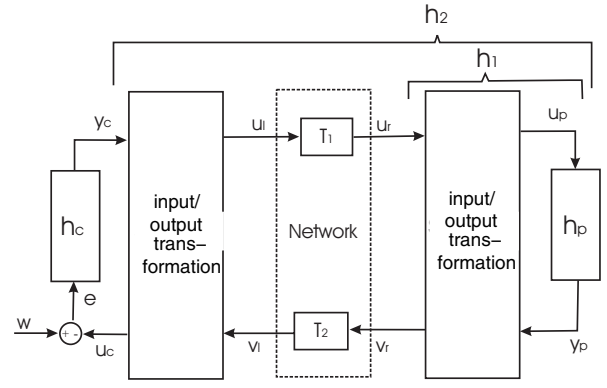 h2
h1
yc
ul
T1
ur
up
hc
input/
output
trans-
formation
Network
input/
output
trans-
formation
hp
e
w
+ -
uc
vl
T2
vr
yp